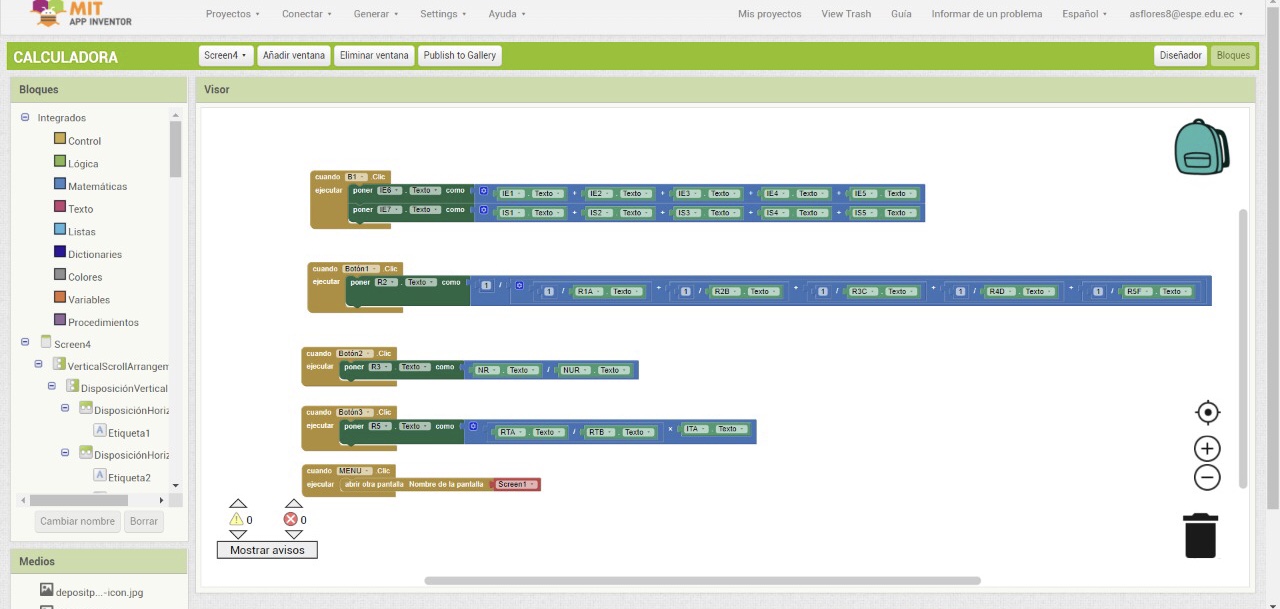 MIT
APP INVENTOR
Proyectos Conectar Generar Settings Ayuda Mis proyectos View Trash Guía Informar de un problema Español asflores8@espe.edu.ec
CALCULADORA Screen4 Añadir ventana Eliminar ventana Publish to Gallery Diseñador Bloques
Bloques
Integrados
Control
Lógica
Matemáticas
Texto
Listas
Dictionaries
Colores
Variables
Procedimientos
Screen4
VerticalScrollArrangem
DisposiciónVertical
DisposiciónHoriz
Etiqueta1
DisposiciónHoriz
Etiqueta2
Cambiar nombre Borrar
Medios
depositp...-icon.jpg
Visor
cuando B1 .Clic
ejecutar poner IE6 . Texto como IE1 . Texto + IE2 . Texto + IE3 . Texto + IE4 . Texto + IE5 . Texto
poner IE7 . Texto como IS1 . Texto + IS2 . Texto + IS3 . Texto + IS4 . Texto + IS5 . Texto
cuando Botón1 .Clic
ejecutar poner R2 . Texto como 1 / 1 / R1A . Texto + 1 / R2B . Texto + 1 / R3C . Texto + 1 / R4D . Texto + 1 / R5F . Texto
cuando Botón2 .Clic
ejecutar poner R3 . Texto como NR . Texto / NUR . Texto
cuando Botón3 .Clic
ejecutar poner R5 . Texto como RTA . Texto / RTB . Texto × ITA . Texto
cuando MENU .Clic
ejecutar abrir otra pantalla Nombre de la pantalla Screen1
0 0
Mostrar avisos